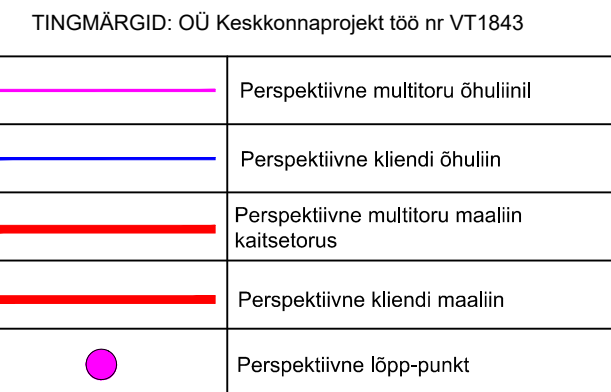 TINGMÄRGID: OÜ Keskkonnaprojekt töö nr VT1843
Perspektiivne multitoru õhuliinil
Perspektiivne kliendi õhuliin
Perspektiivne multitoru maaliin
kaitsetorus
Perspektiivne kliendi maaliin
Perspektiivne lõpp-punkt